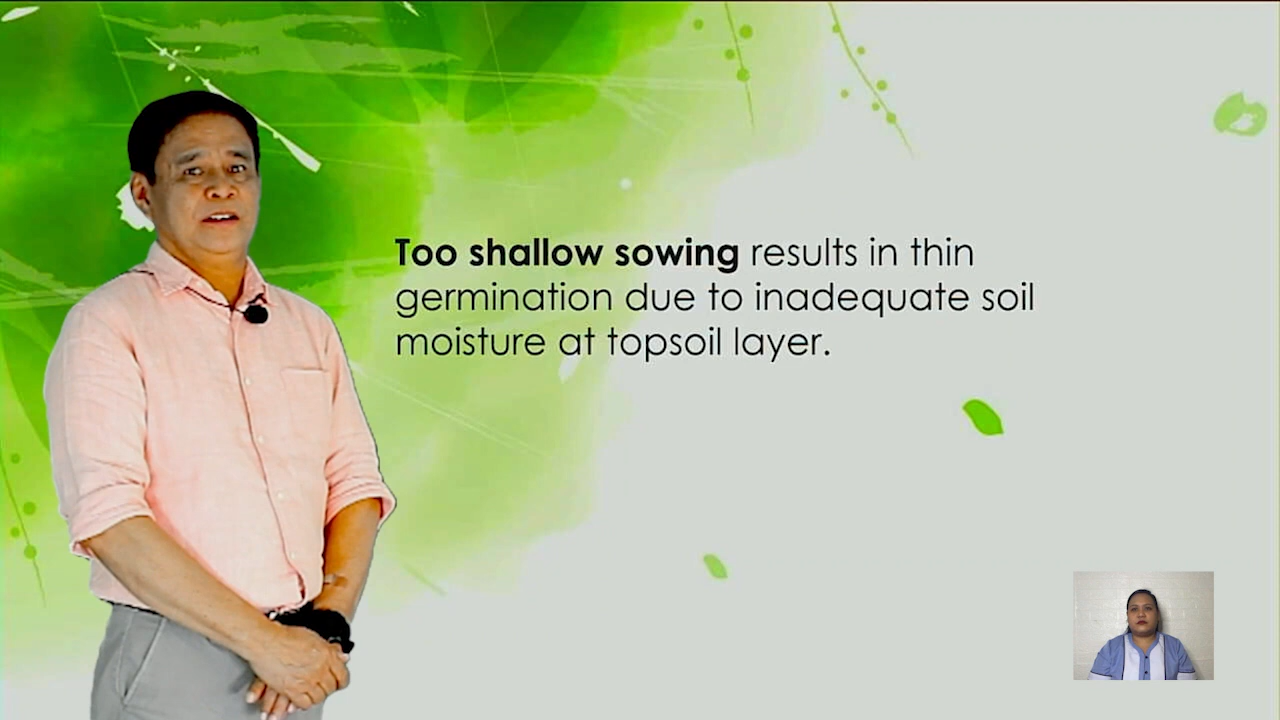 Too shallow sowing results in thin
germination due to inadequate soil
moisture at topsoil layer.